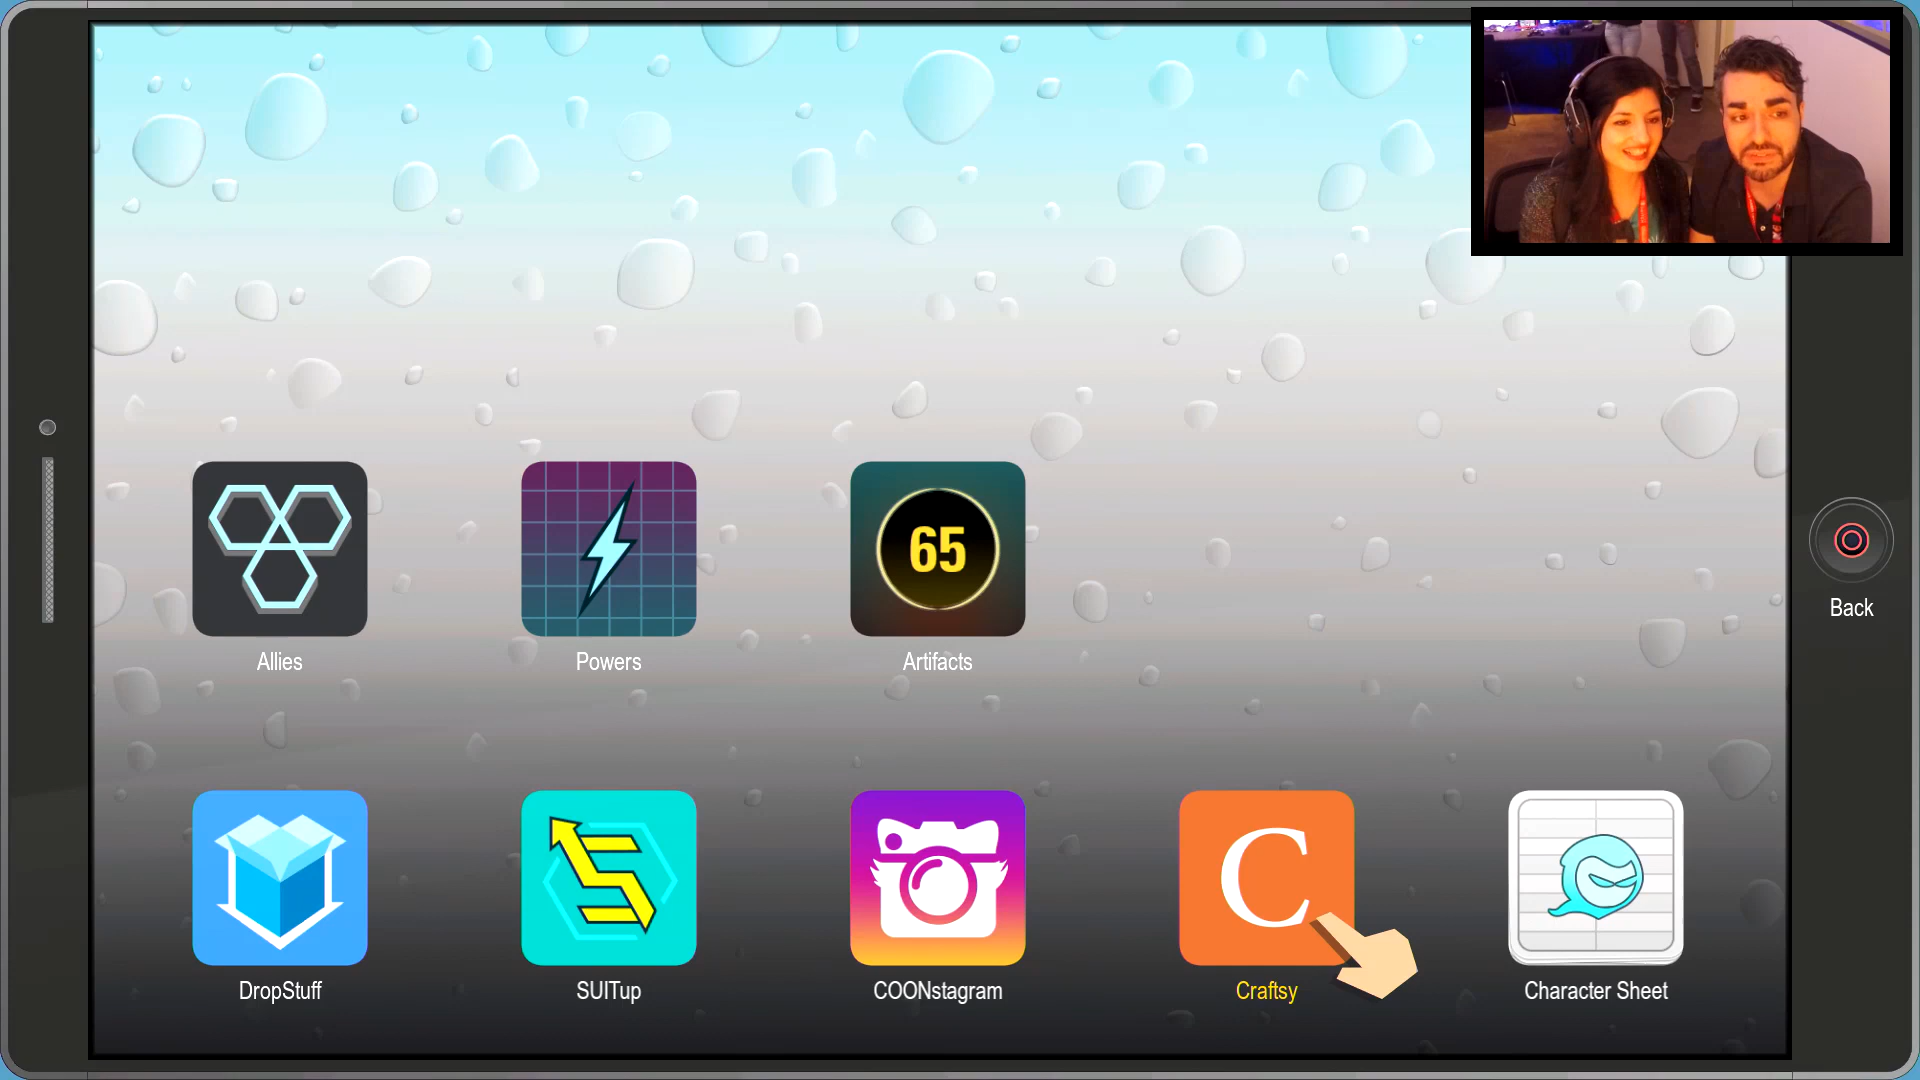 65
Back
Allies
Powers
Artifacts
C
DropStuff
SUITup
COONstagram
Craftsy
Character Sheet